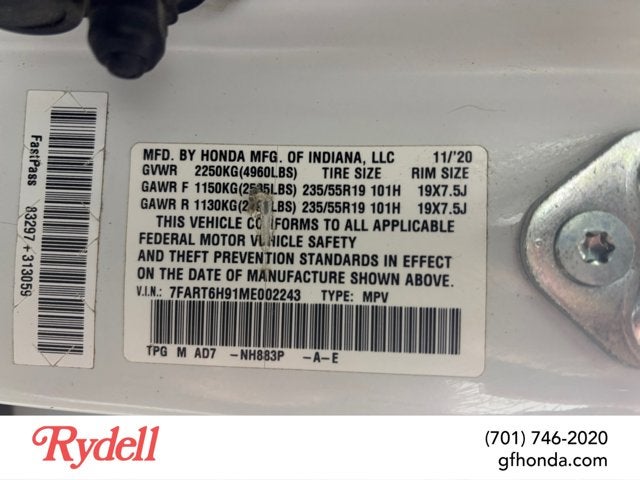 FastPass 83297+313059
MFD. BY HONDA MFG. OF INDIANA, LLC 11/'20
GVWR 2250KG(4960LBS) TIRE SIZE RIM SIZE
GAWR F 1150KG( LBS) 235/55R19 101H 19X7.5J
GAWR R 1130KG( LBS) 235/55R19 101H 19X7.5J
THIS VEHICLE CONFORMS TO ALL APPLICABLE
FEDERAL MOTOR VEHICLE SAFETY
AND THEFT PREVENTION STANDARDS IN EFFECT
ON THE DATE OF MANUFACTURE SHOWN ABOVE.
V.I.N.: 7FART6H91ME002243 TYPE: MPV
TPG M AD7 -NH883P -A-E
Rydell
(701) 746-2020
gfhonda.com